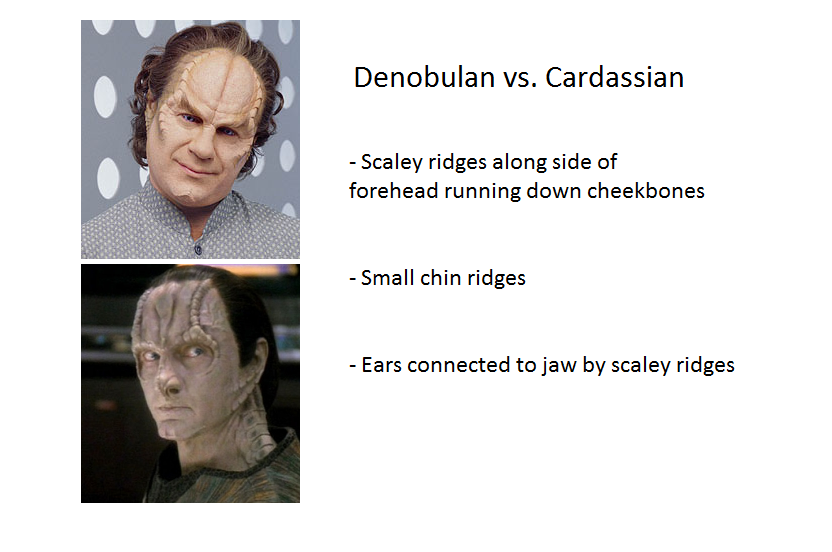 Denobulan vs. Cardassian
- Scaley ridges along side of
forehead running down cheekbones
- Small chin ridges
- Ears connected to jaw by scaley ridges